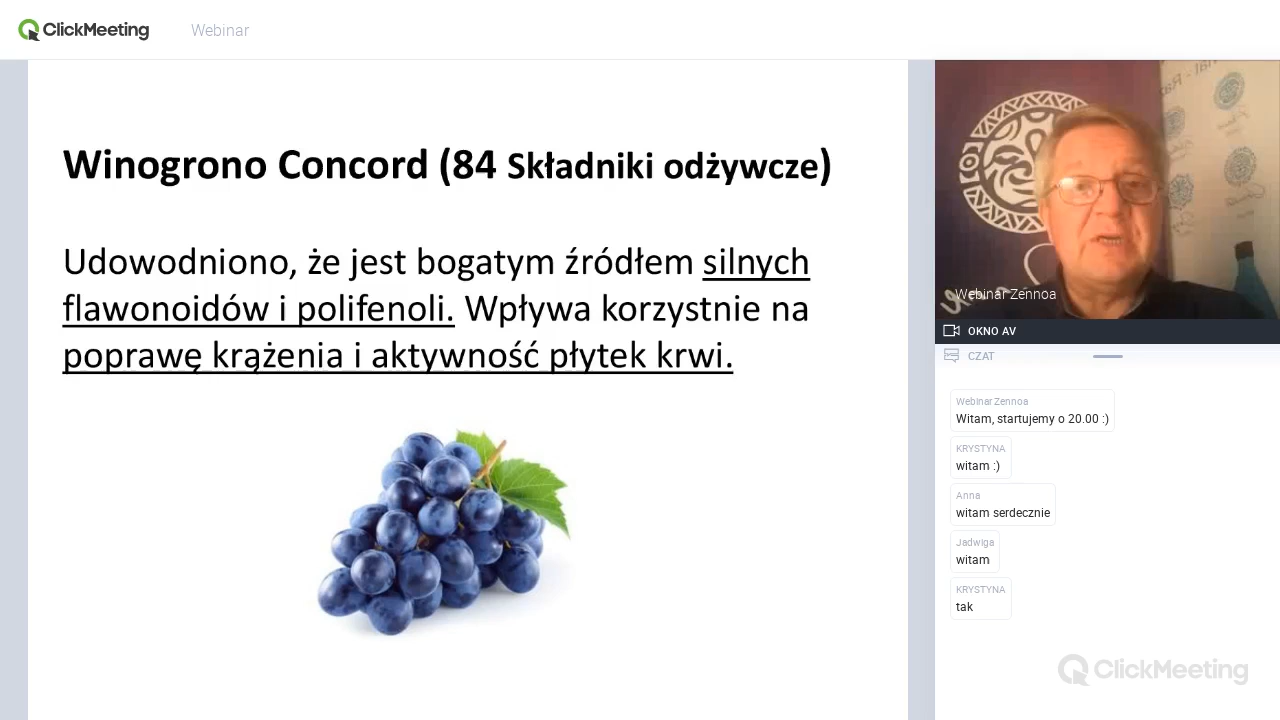 ClickMeeting
Webinar
Winogrono Concord (84 Składniki odżywcze)
Udowodniono, że jest bogatym źródłem silnych
flawonoidów i polifenoli. Wpływa korzystnie na
poprawę krążenia i aktywność płytek krwi.
Webinar Zennoa
OKNO AV
CZAT
Webinar Zennoa
Witam, startujemy o 20.00 :)
KRYSTYNA
witam :)
Anna
witam serdecznie
Jadwiga
witam
KRYSTYNA
tak
ClickMeeting